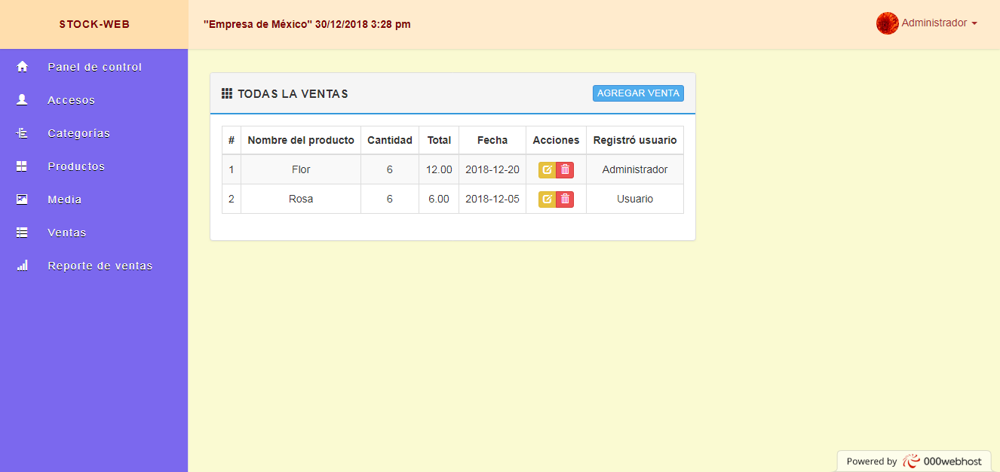 STOCK-WEB
"Empresa de México" 30/12/2018 3:28 pm
Administrador
Panel de control
Accesos
Categorías
Productos
Media
Ventas
Reporte de ventas
TODAS LA VENTAS
AGREGAR VENTA
# Nombre del producto Cantidad Total Fecha Acciones Registró usuario
1 Flor 6 12.00 2018-12-20 Administrador
2 Rosa 6 6.00 2018-12-05 Usuario
Powered by 000webhost